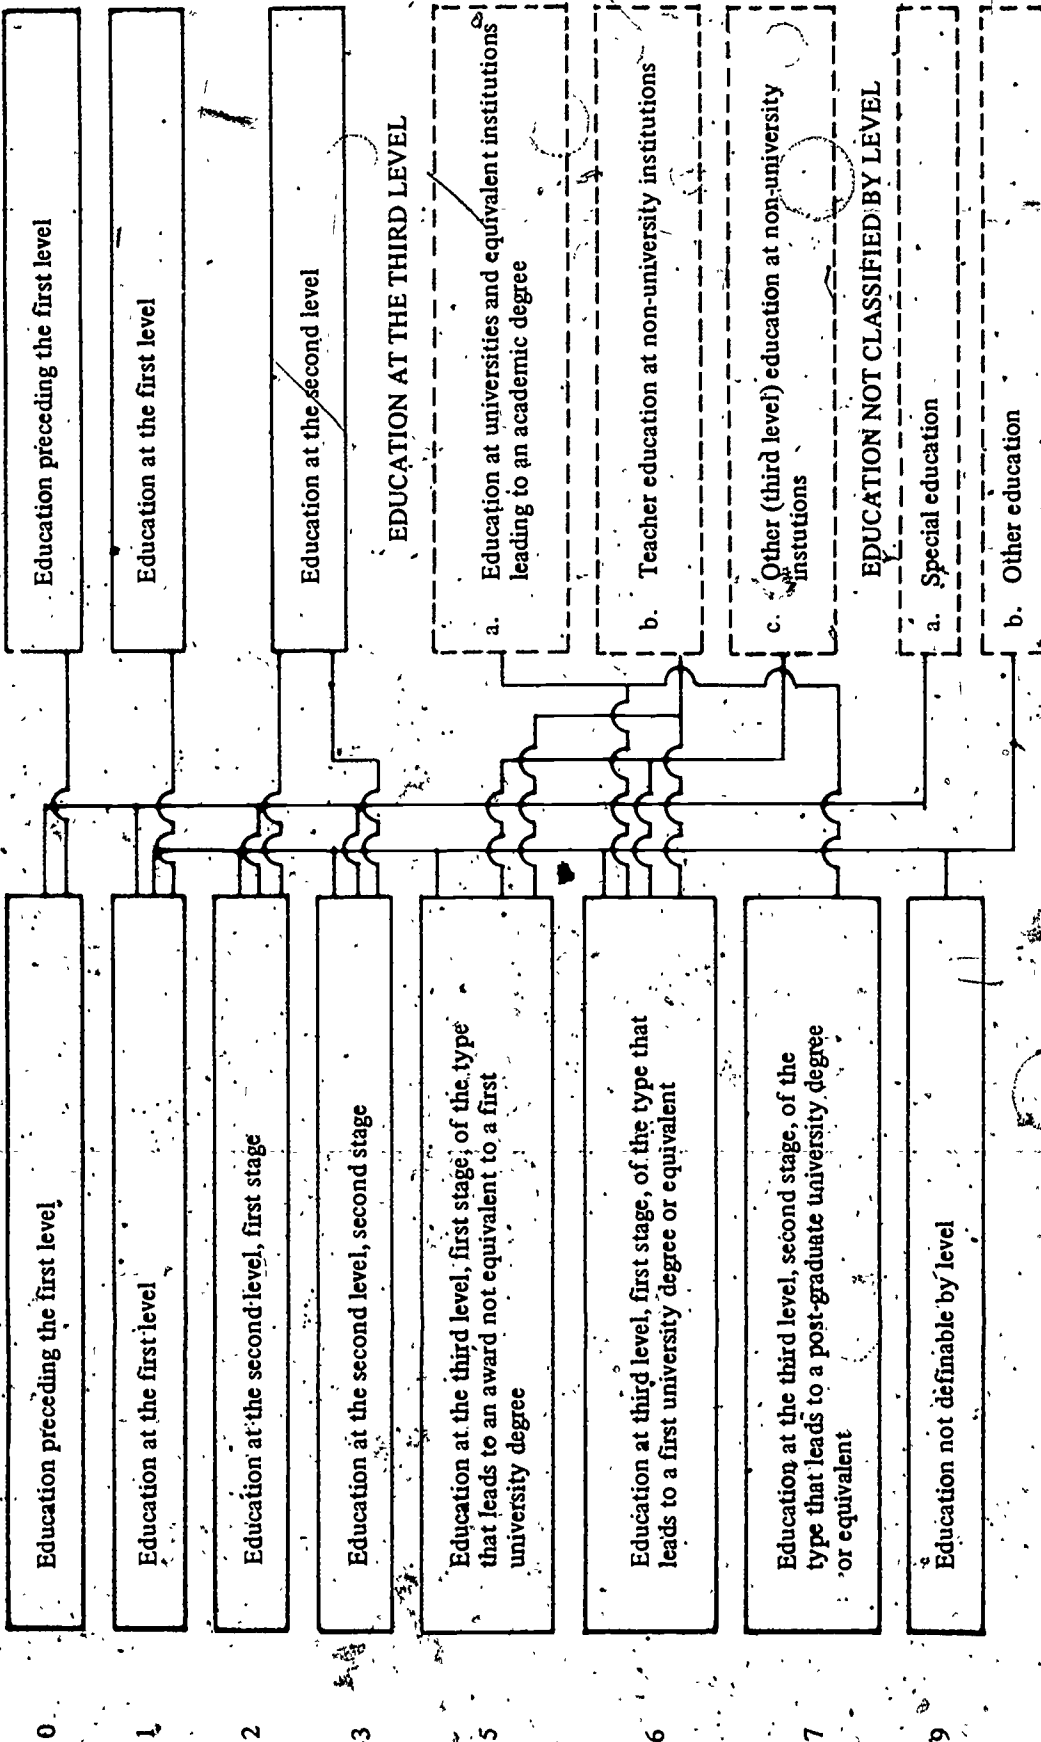 0
Education preceding the first level
1
Education at the first level
2
Education at the second level, first stage
3
Education at the second level, second stage
5
Education at the third level, first stage, of the type
that leads to an award not equivalent to a first
university degree
6
Education at third level, first stage, of the type that
leads to a first university degree or equivalent
7
Education at the third level, second stage, of the
type that leads to a post-graduate university degree
or equivalent
9
Education not definable by level
Education preceding the first level
Education at the first level
Education at the second level
EDUCATION AT THE THIRD LEVEL
a. Education at universities and equivalent institutions
leading to an academic degree
b. Teacher education at non-university institutions
c. Other (third level) education at non-university
instutions
EDUCATION NOT CLASSIFIED BY LEVEL
a. Special education
b. Other education